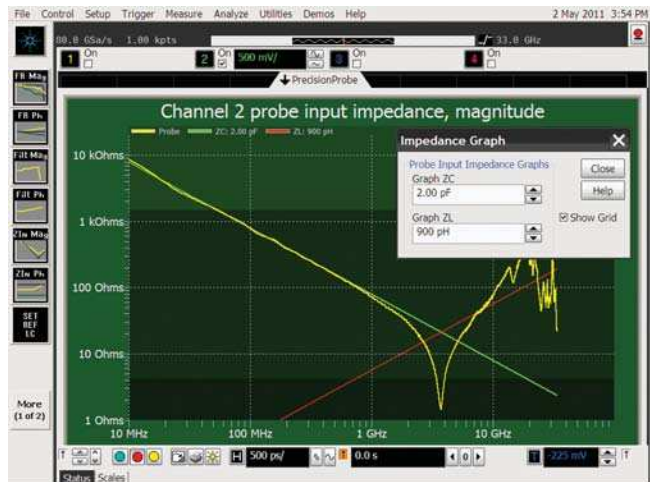 File Control Setup Trigger Measure Analyze Utilities Demos Help 2 May 2011 3:54 PM
80.0 GSa/s 1.00 kpts 33.0 GHz
1 On 2 On 500 mV/ 3 On 4 On
PrecisionProbe
FR Mag
FR Ph
Filt Mag
Filt Ph
ZIn Mag
ZIn Ph
SET
REF
LC
More
(1 of 2)
Channel 2 probe input impedance, magnitude
Probe ZC: 2.00 pF ZL: 900 pH
10 kOhms
1 kOhms
100 Ohms
10 Ohms
1 Ohms
10 MHz 100 MHz 1 GHz 10 GHz
Impedance Graph X
Probe Input Impedance Graphs
Graph ZC
2.00 pF
Graph ZL
900 pH
Close
Help
Show Grid
H 500 ps/ 0.0 s 0 T -225 mV
Status Scales